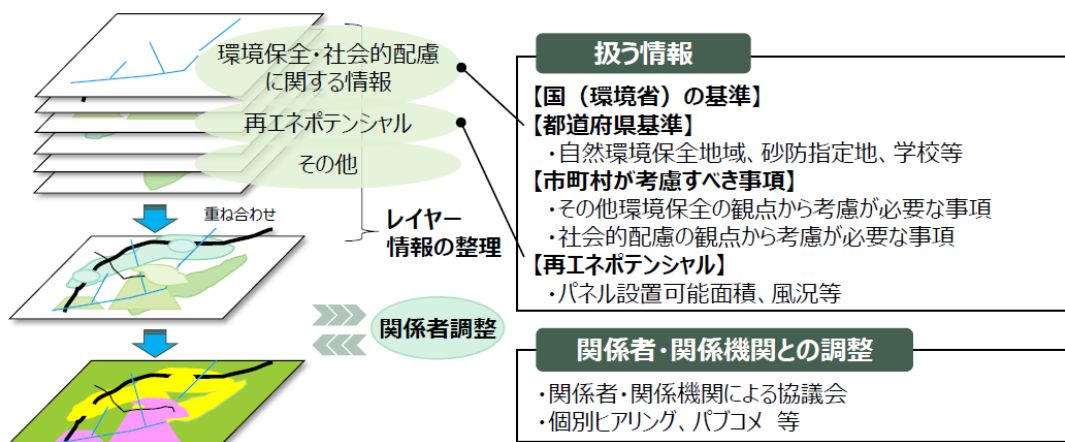 環境保全・社会的配慮
に関する情報
再エネポテンシャル
その他
重ね合わせ
レイヤー
情報の整理
関係者調整
扱う情報
【国（環境省）の基準】
【都道府県基準】
・自然環境保全地域、砂防指定地、学校等
【市町村が考慮すべき事項】
・その他環境保全の観点から考慮が必要な事項
・社会的配慮の観点から考慮が必要な事項
【再エネポテンシャル】
・パネル設置可能面積、風況等
関係者・関係機関との調整
・関係者・関係機関による協議会
・個別ヒアリング、パブコメ 等